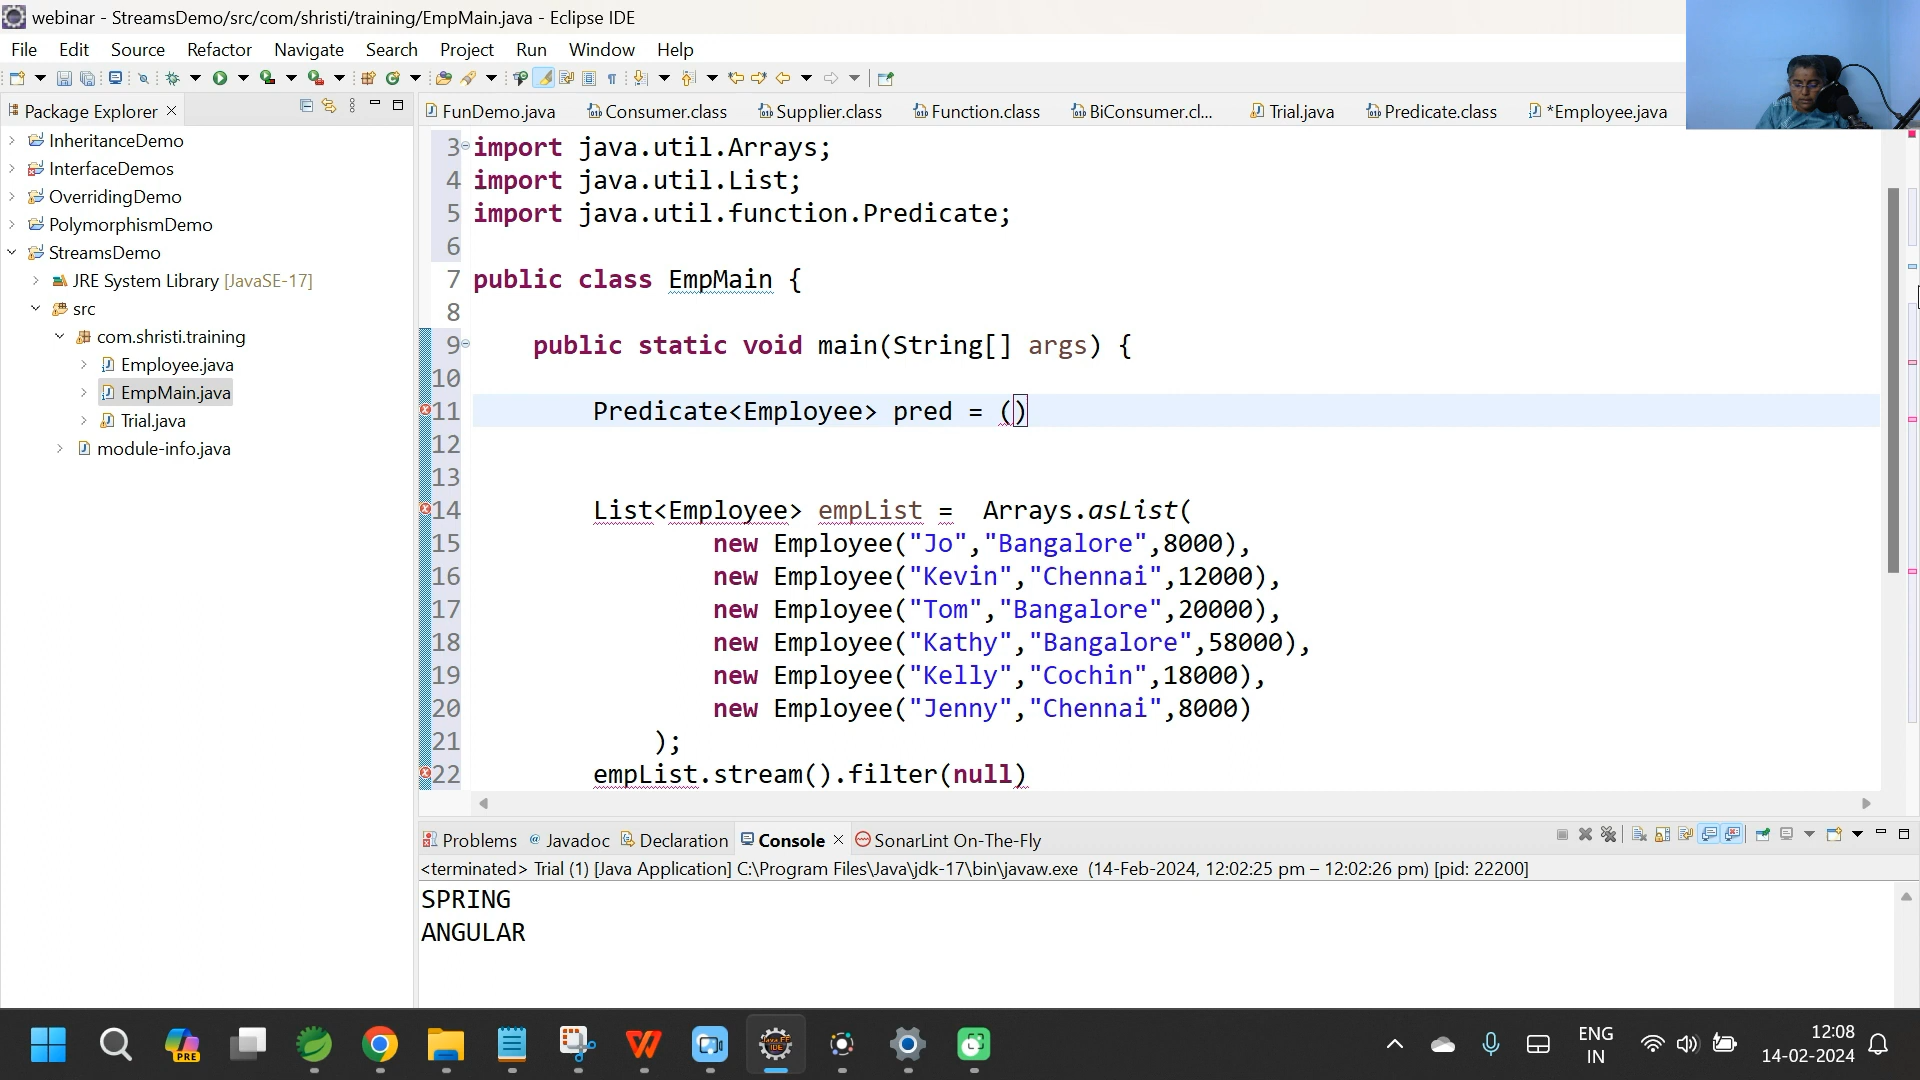 webinar - StreamsDemo/src/com/shristi/training/EmpMain.java - Eclipse IDE
File Edit Source Refactor Navigate Search Project Run Window Help
Package Explorer
FunDemo.java Consumer.class Supplier.class Function.class BiConsumer.cl... Trial.java Predicate.class *Employee.java
InheritanceDemo
InterfaceDemos
OverridingDemo
PolymorphismDemo
StreamsDemo
JRE System Library [JavaSE-17]
src
com.shristi.training
Employee.java
EmpMain.java
Trial.java
module-info.java
3 import java.util.Arrays;
4 import java.util.List;
5 import java.util.function.Predicate;
6
7 public class EmpMain {
8
9 public static void main(String[] args) {
10
11 Predicate<Employee> pred = ()
12
13
14 List<Employee> empList = Arrays.asList(
15 new Employee("Jo","Bangalore",8000),
16 new Employee("Kevin","Chennai",12000),
17 new Employee("Tom","Bangalore",20000),
18 new Employee("Kathy","Bangalore",58000),
19 new Employee("Kelly","Cochin",18000),
20 new Employee("Jenny","Chennai",8000)
21 );
22 empList.stream().filter(null)
Problems Javadoc Declaration Console SonarLint On-The-Fly
<terminated> Trial (1) [Java Application] C:\Program Files\Java\jdk-17\bin\javaw.exe (14-Feb-2024, 12:02:25 pm – 12:02:26 pm) [pid: 22200]
SPRING
ANGULAR
PRE
ENG
IN
12:08
14-02-2024